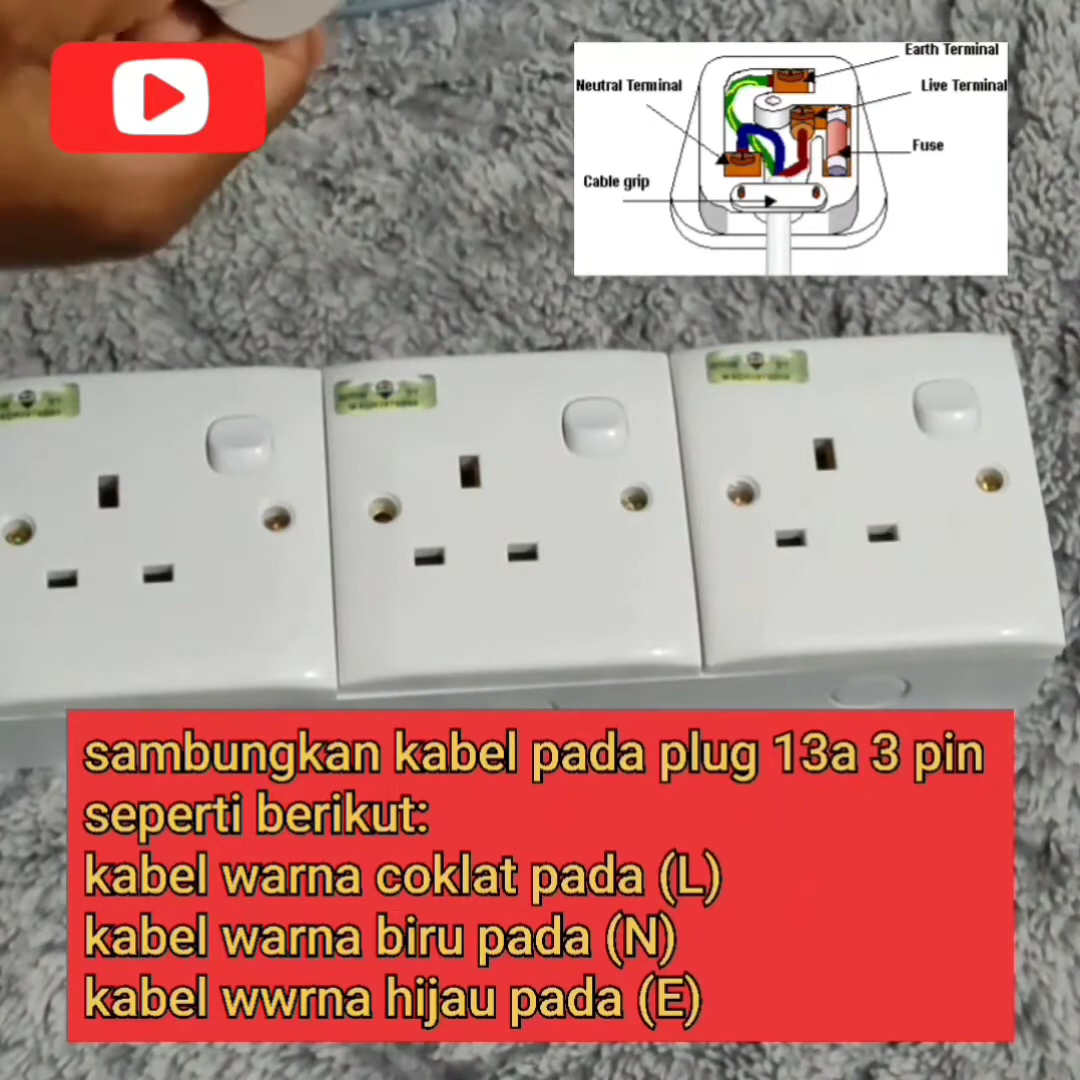 Earth Terminal
Neutral Terminal
Live Terminal
Fuse
Cable grip
sambungkan kabel pada plug 13a 3 pin
seperti berikut:
kabel warna coklat pada (L)
kabel warna biru pada (N)
kabel wwrna hijau pada (E)